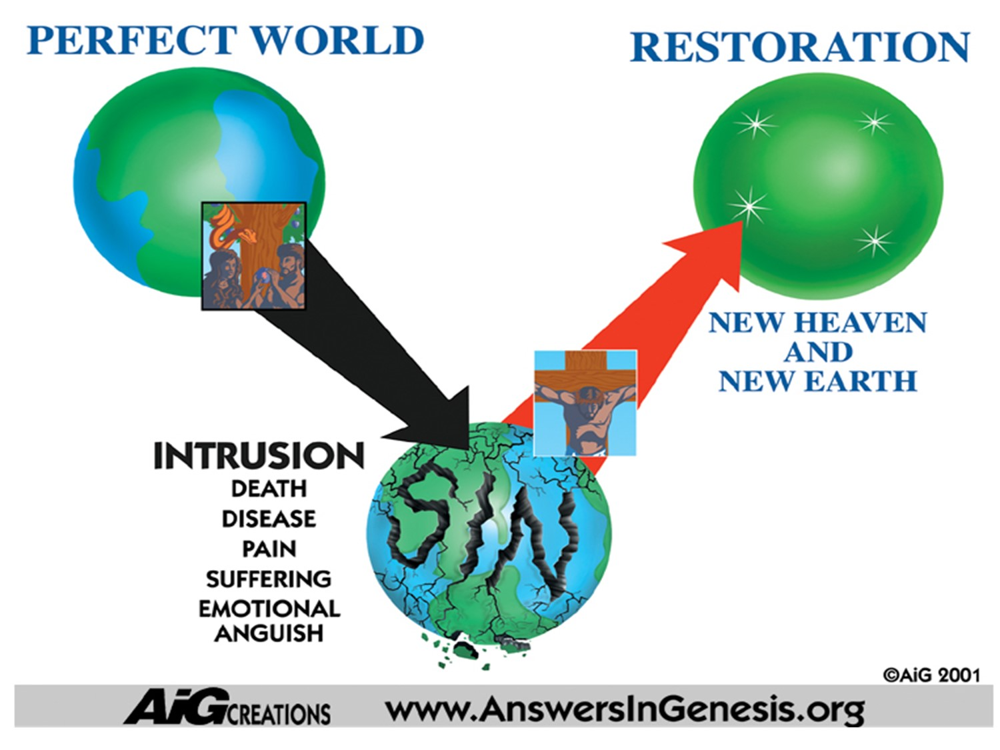 PERFECT WORLD
RESTORATION
NEW HEAVEN
AND
NEW EARTH
INTRUSION
DEATH
DISEASE
PAIN
SUFFERING
EMOTIONAL
ANGUISH
SIN
©AiG 2001
AiG CREATIONS
www.AnswersInGenesis.org